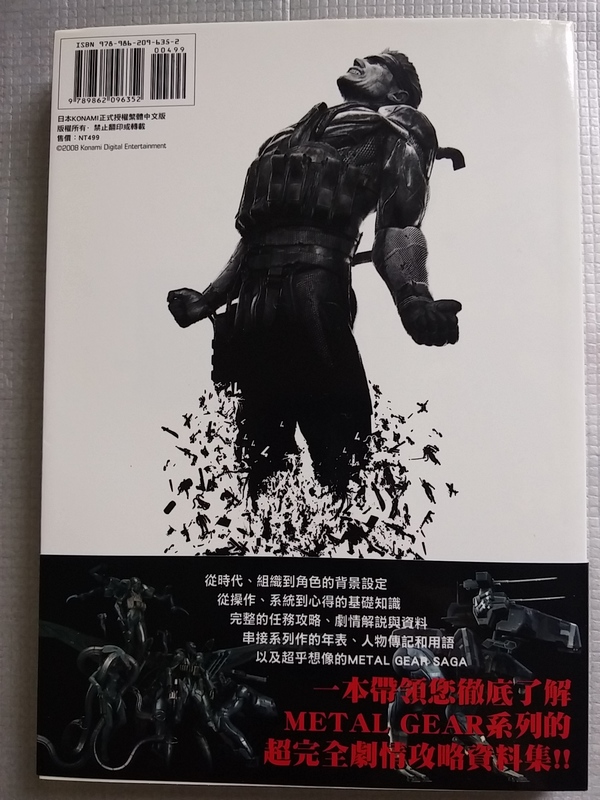 ISBN 978-986-209-635-2
00499
9789862096352
日本KONAMI正式授權繁體中文版
版權所有．禁止翻印或轉載
售價：NT499
©2008 Konami Digital Entertainment
從時代、組織到角色的背景設定
從操作、系統到心得的基礎知識
完整的任務攻略、劇情解說與資料
串接系列作的年表、人物傳記和用語
以及超乎想像的METAL GEAR SAGA
一本帶領您徹底了解
METAL GEAR系列的
超完全劇情攻略資料集!!